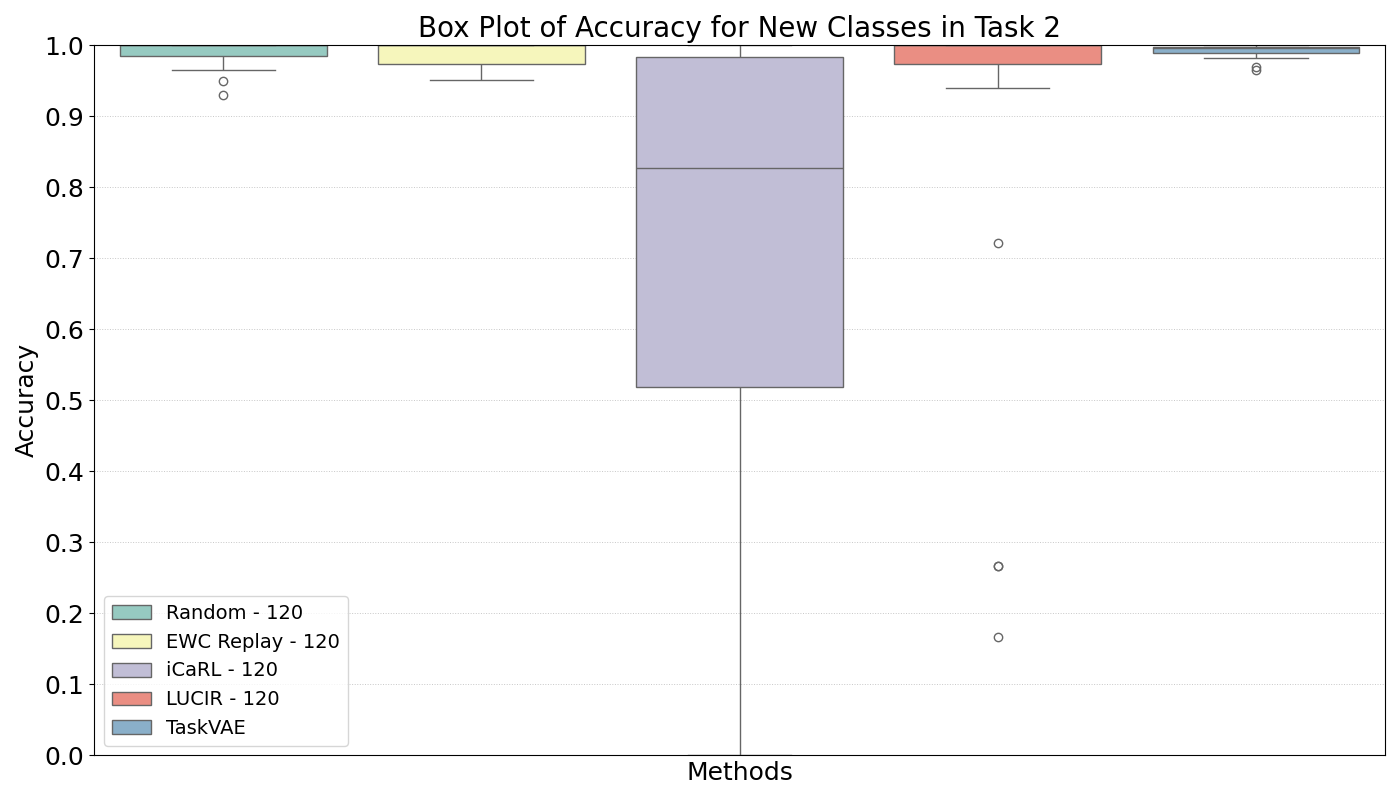 Box Plot of Accuracy for New Classes in Task 2
1.0
0.9
0.8
0.7
0.6
0.5
0.4
0.3
0.2
0.1
0.0
Accuracy
Random - 120
EWC Replay - 120
iCaRL - 120
LUCIR - 120
TaskVAE
Methods